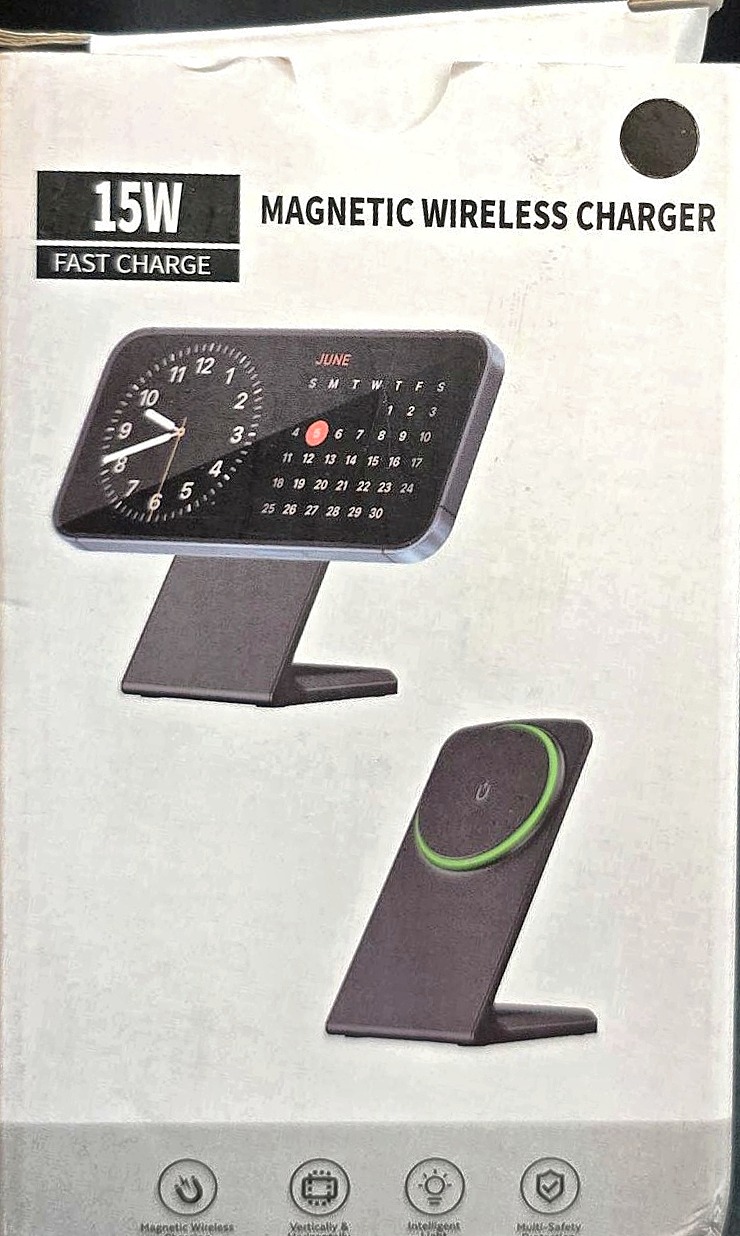 15W
FAST CHARGE
MAGNETIC WIRELESS CHARGER
12
11
1
10
2
9
3
8
4
7
5
6
JUNE
S M T W T F S
1 2 3
4 5 6 7 8 9 10
11 12 13 14 15 16 17
18 19 20 21 22 23 24
25 26 27 28 29 30
Magnetic Wireless
Vertically &
Intelligent
Multi-Safety